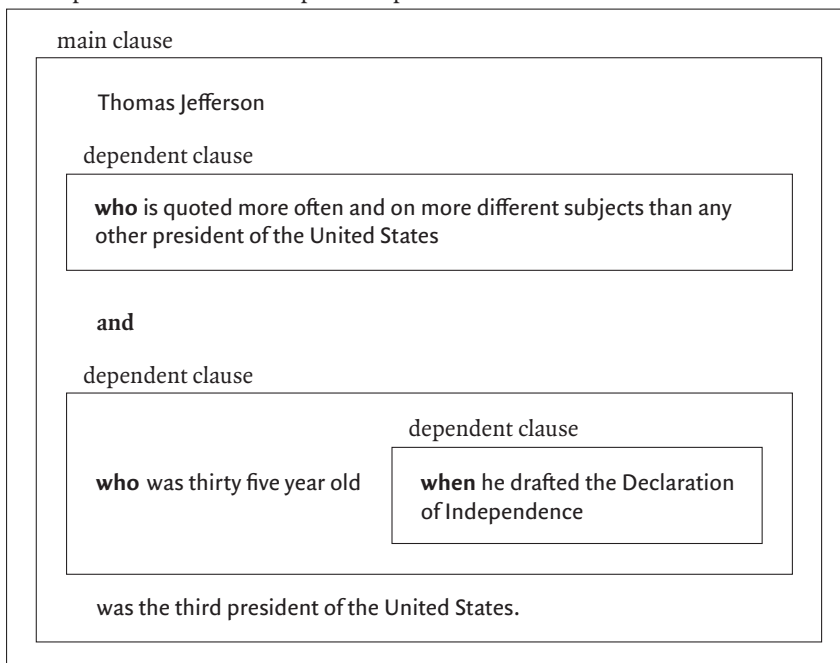 main clause
Thomas Jefferson
dependent clause
who is quoted more often and on more different subjects than any
other president of the United States
and
dependent clause
dependent clause
who was thirty five year old
when he drafted the Declaration
of Independence
was the third president of the United States.